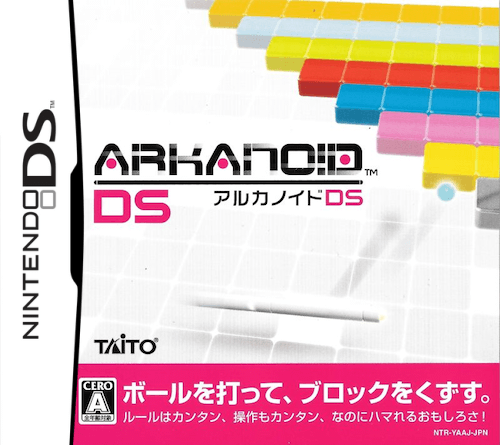 NINTENDO DS™
ARKANOID™
DS
アルカノイドDS
TAITO®
CERO
A
全年齢対象
ボールを打って、ブロックをくずす。
ルールはカンタン、操作もカンタン、なのにハマれるおもしろさ!
NTR-YAAJ-JPN